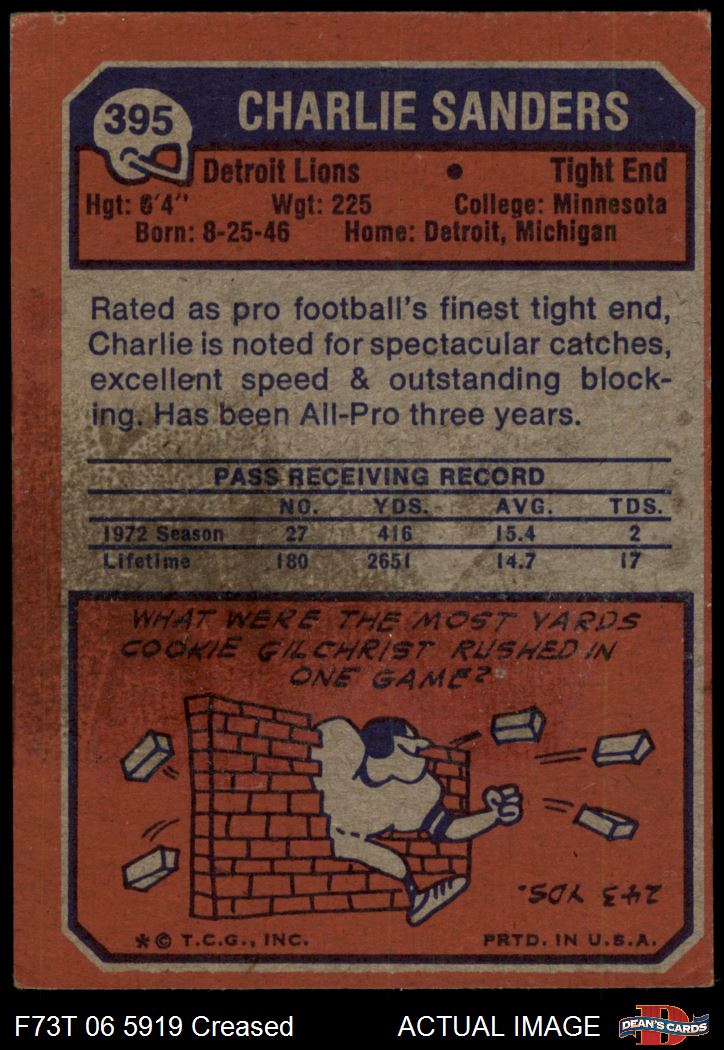 395
CHARLIE SANDERS
Detroit Lions • Tight End
Hgt: 6'4" Wgt: 225 College: Minnesota
Born: 8-25-46 Home: Detroit, Michigan
Rated as pro football's finest tight end,
Charlie is noted for spectacular catches,
excellent speed & outstanding block-
ing. Has been All-Pro three years.
PASS RECEIVING RECORD
NO. YDS. AVG. TDS.
1972 Season 27 416 15.4 2
Lifetime 180 2651 14.7 17
WHAT WERE THE MOST YARDS
COOKIE GILCHRIST RUSHED IN
ONE GAME?
243 YDS.
* © T.C.G., INC. PRTD. IN U.S.A.
F73T 06 5919 Creased ACTUAL IMAGE
DEAN'S CARDS